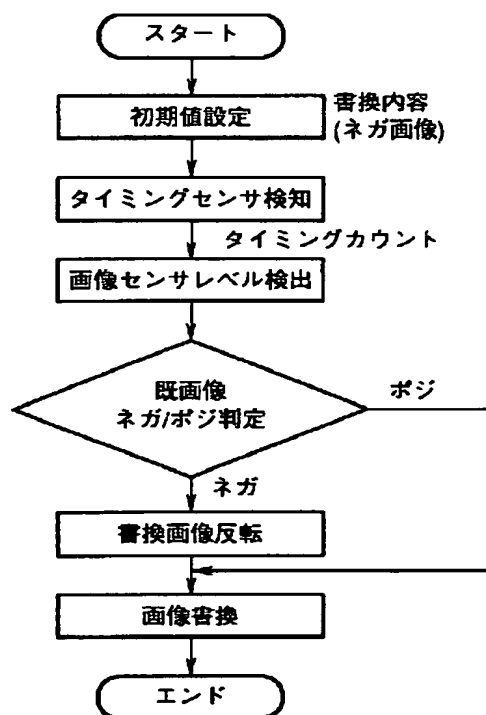 スタート
初期値設定
書換内容
(ネガ画像)
タイミングセンサ検知
タイミングカウント
画像センサレベル検出
既画像
ネガ/ポジ判定
ポジ
ネガ
書換画像反転
画像書換
エンド